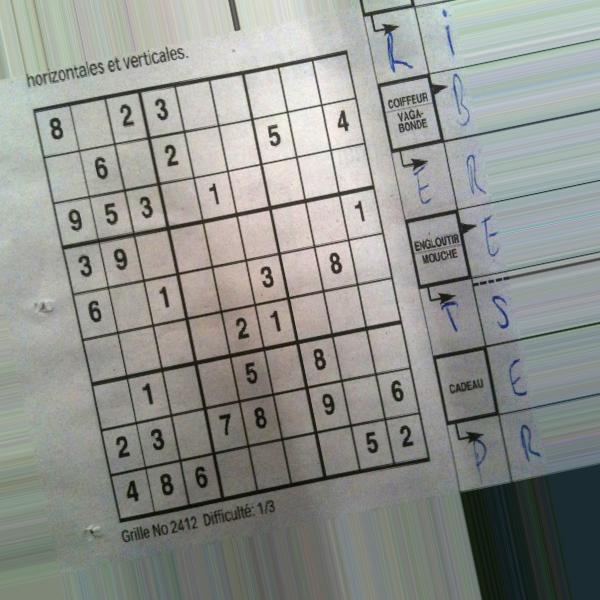 horizontales et verticales.
8 2 3
6 2 5 4
9 5 3 1
3 9 1
6 1 3 8
2 1
1 5 8
2 3 7 8 9 6
4 8 6 5 2
Grille No 2412 Difficulté: 1/3
R i
COIFFEUR
VAGA-
BONDE
B
E R
ENGLOUTIR
MOUCHE
E
T S
CADEAU
E
P R